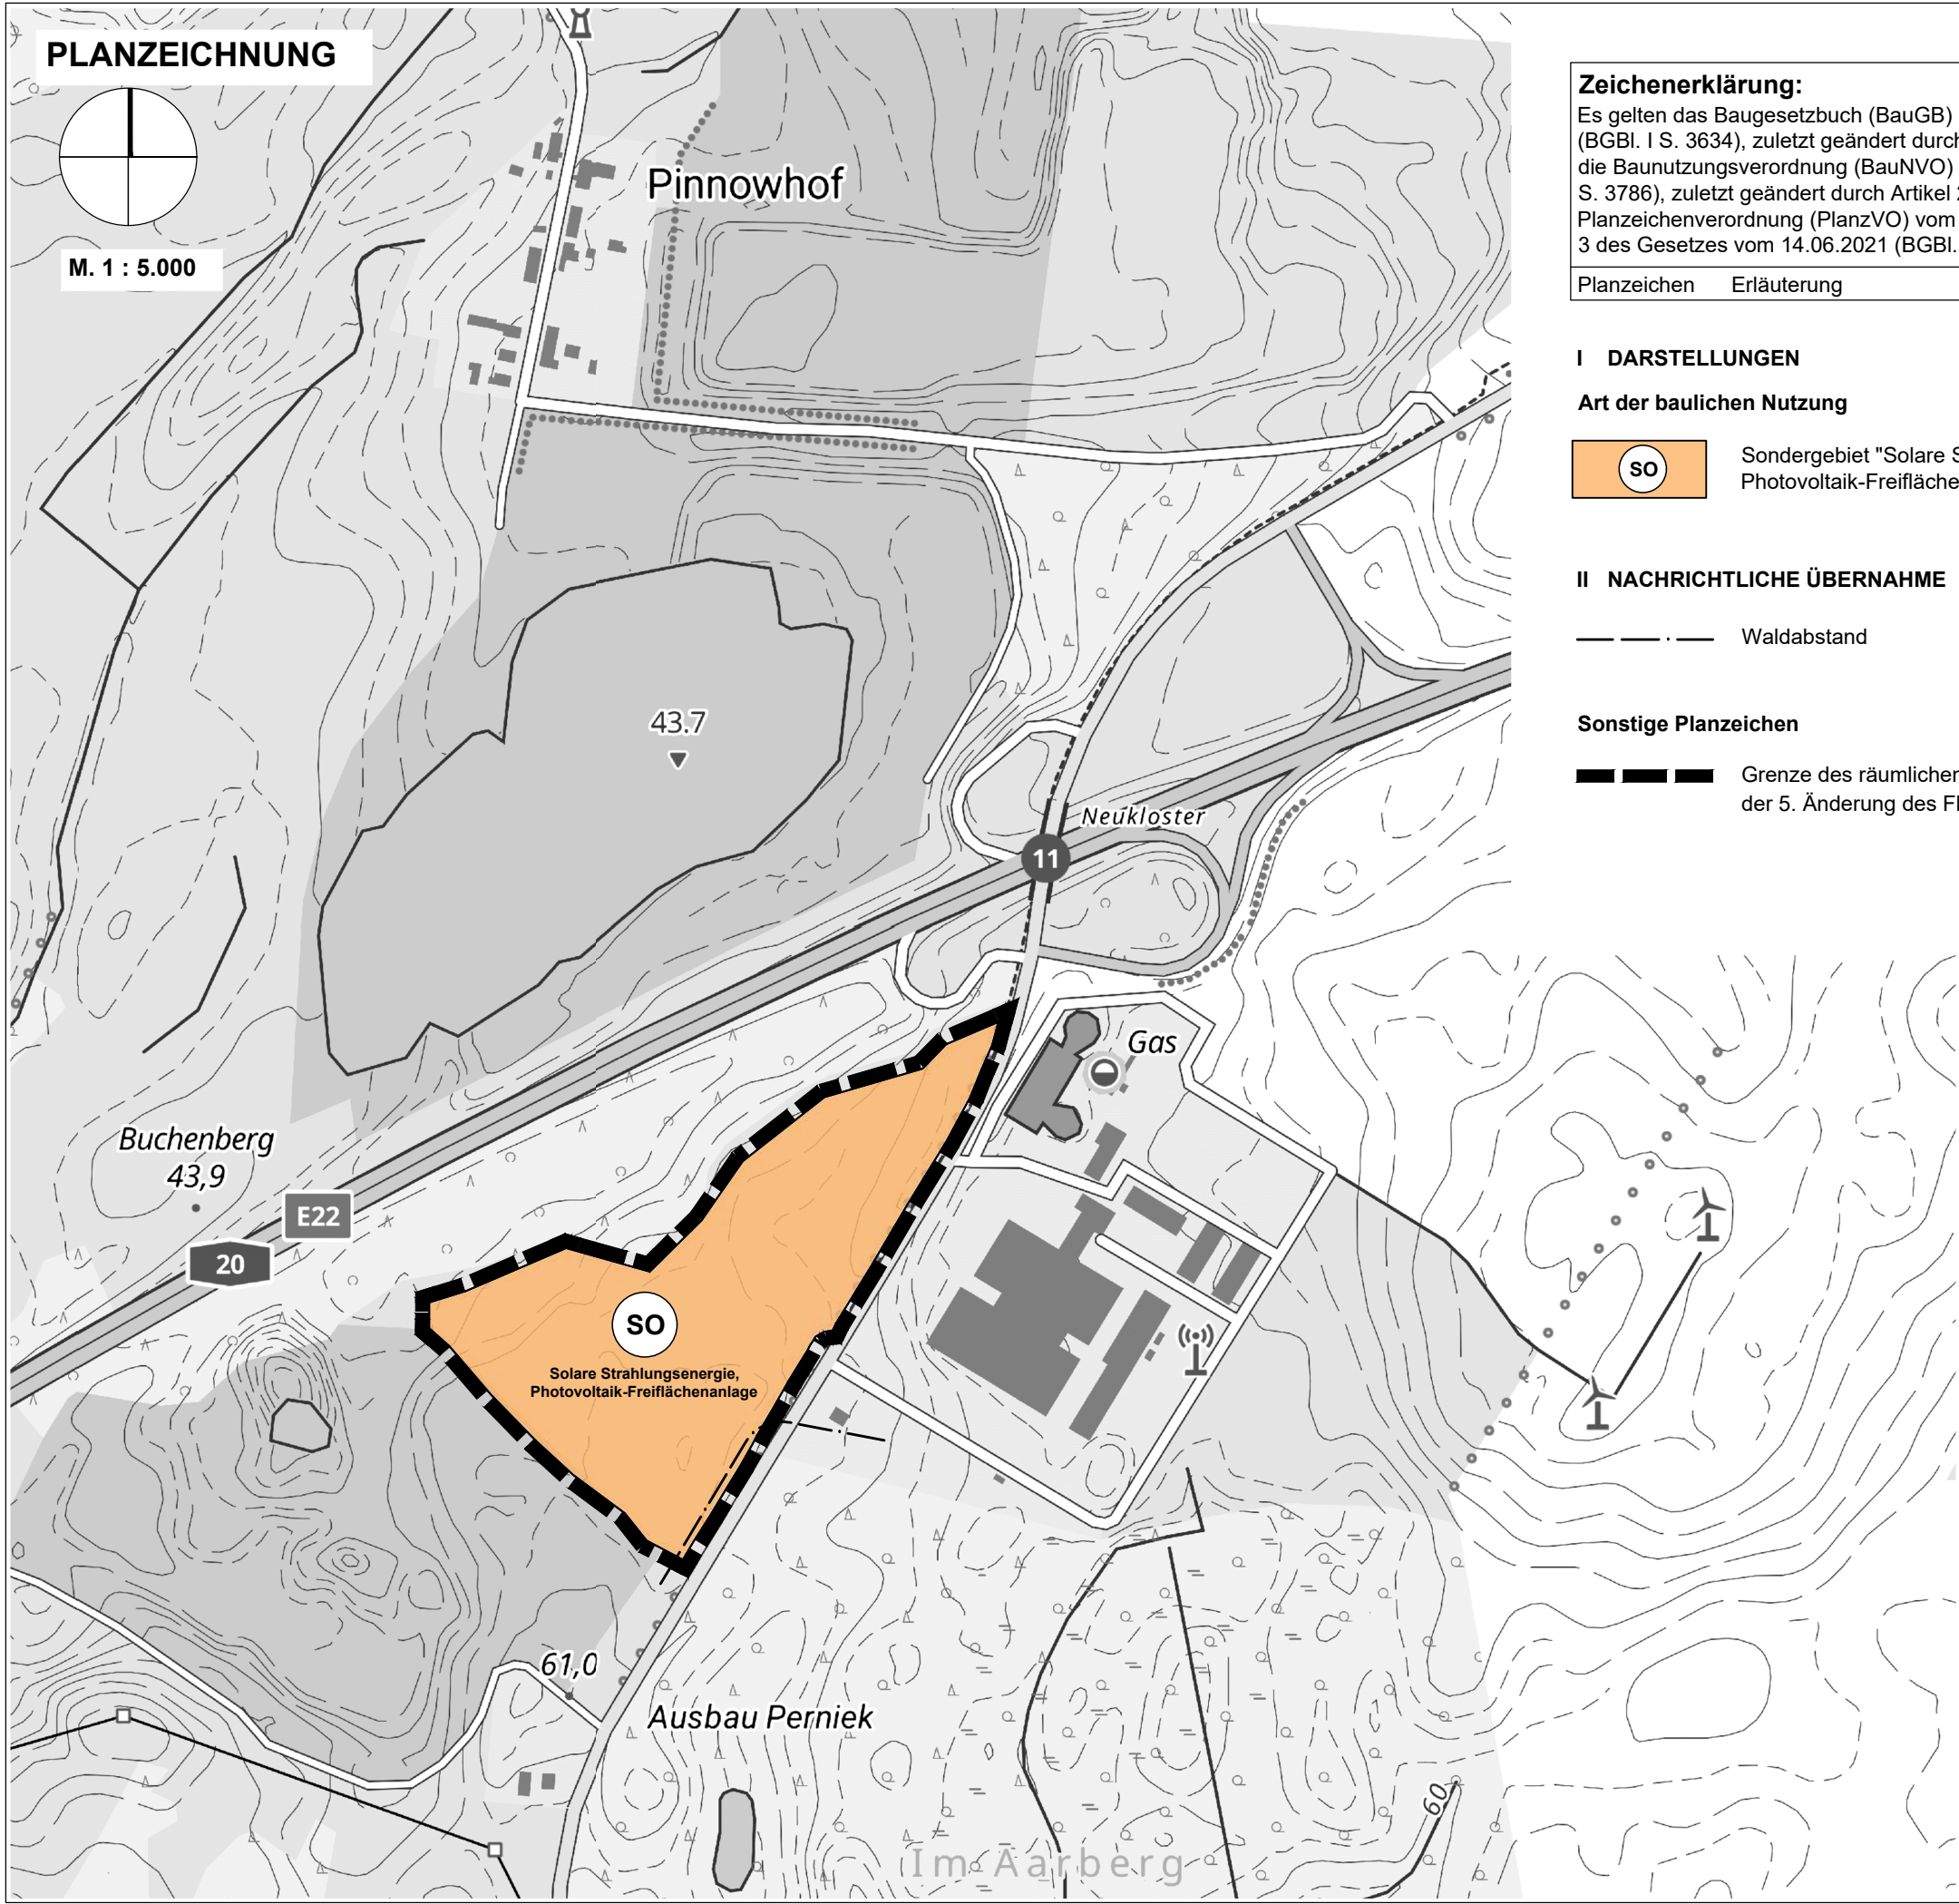 PLANZEICHNUNG
M. 1 : 5.000
Pinnowhof
43.7
Neukloster
11
Gas
Buchenberg
43,9
E22
20
SO
Solare Strahlungsenergie,
Photovoltaik-Freiflächenanlage
61,0
Ausbau Perniek
Im Aarberg
60
Zeichenerklärung:
Es gelten das Baugesetzbuch (BauGB)
(BGBl. I S. 3634), zuletzt geändert durch
die Baunutzungsverordnung (BauNVO)
S. 3786), zuletzt geändert durch Artikel 2
Planzeichenverordnung (PlanzVO) vom
3 des Gesetzes vom 14.06.2021 (BGBl.
Planzeichen Erläuterung
I DARSTELLUNGEN
Art der baulichen Nutzung
SO
Sondergebiet "Solare S
Photovoltaik-Freifläche
II NACHRICHTLICHE ÜBERNAHME
Waldabstand
Sonstige Planzeichen
Grenze des räumlichen
der 5. Änderung des Fl